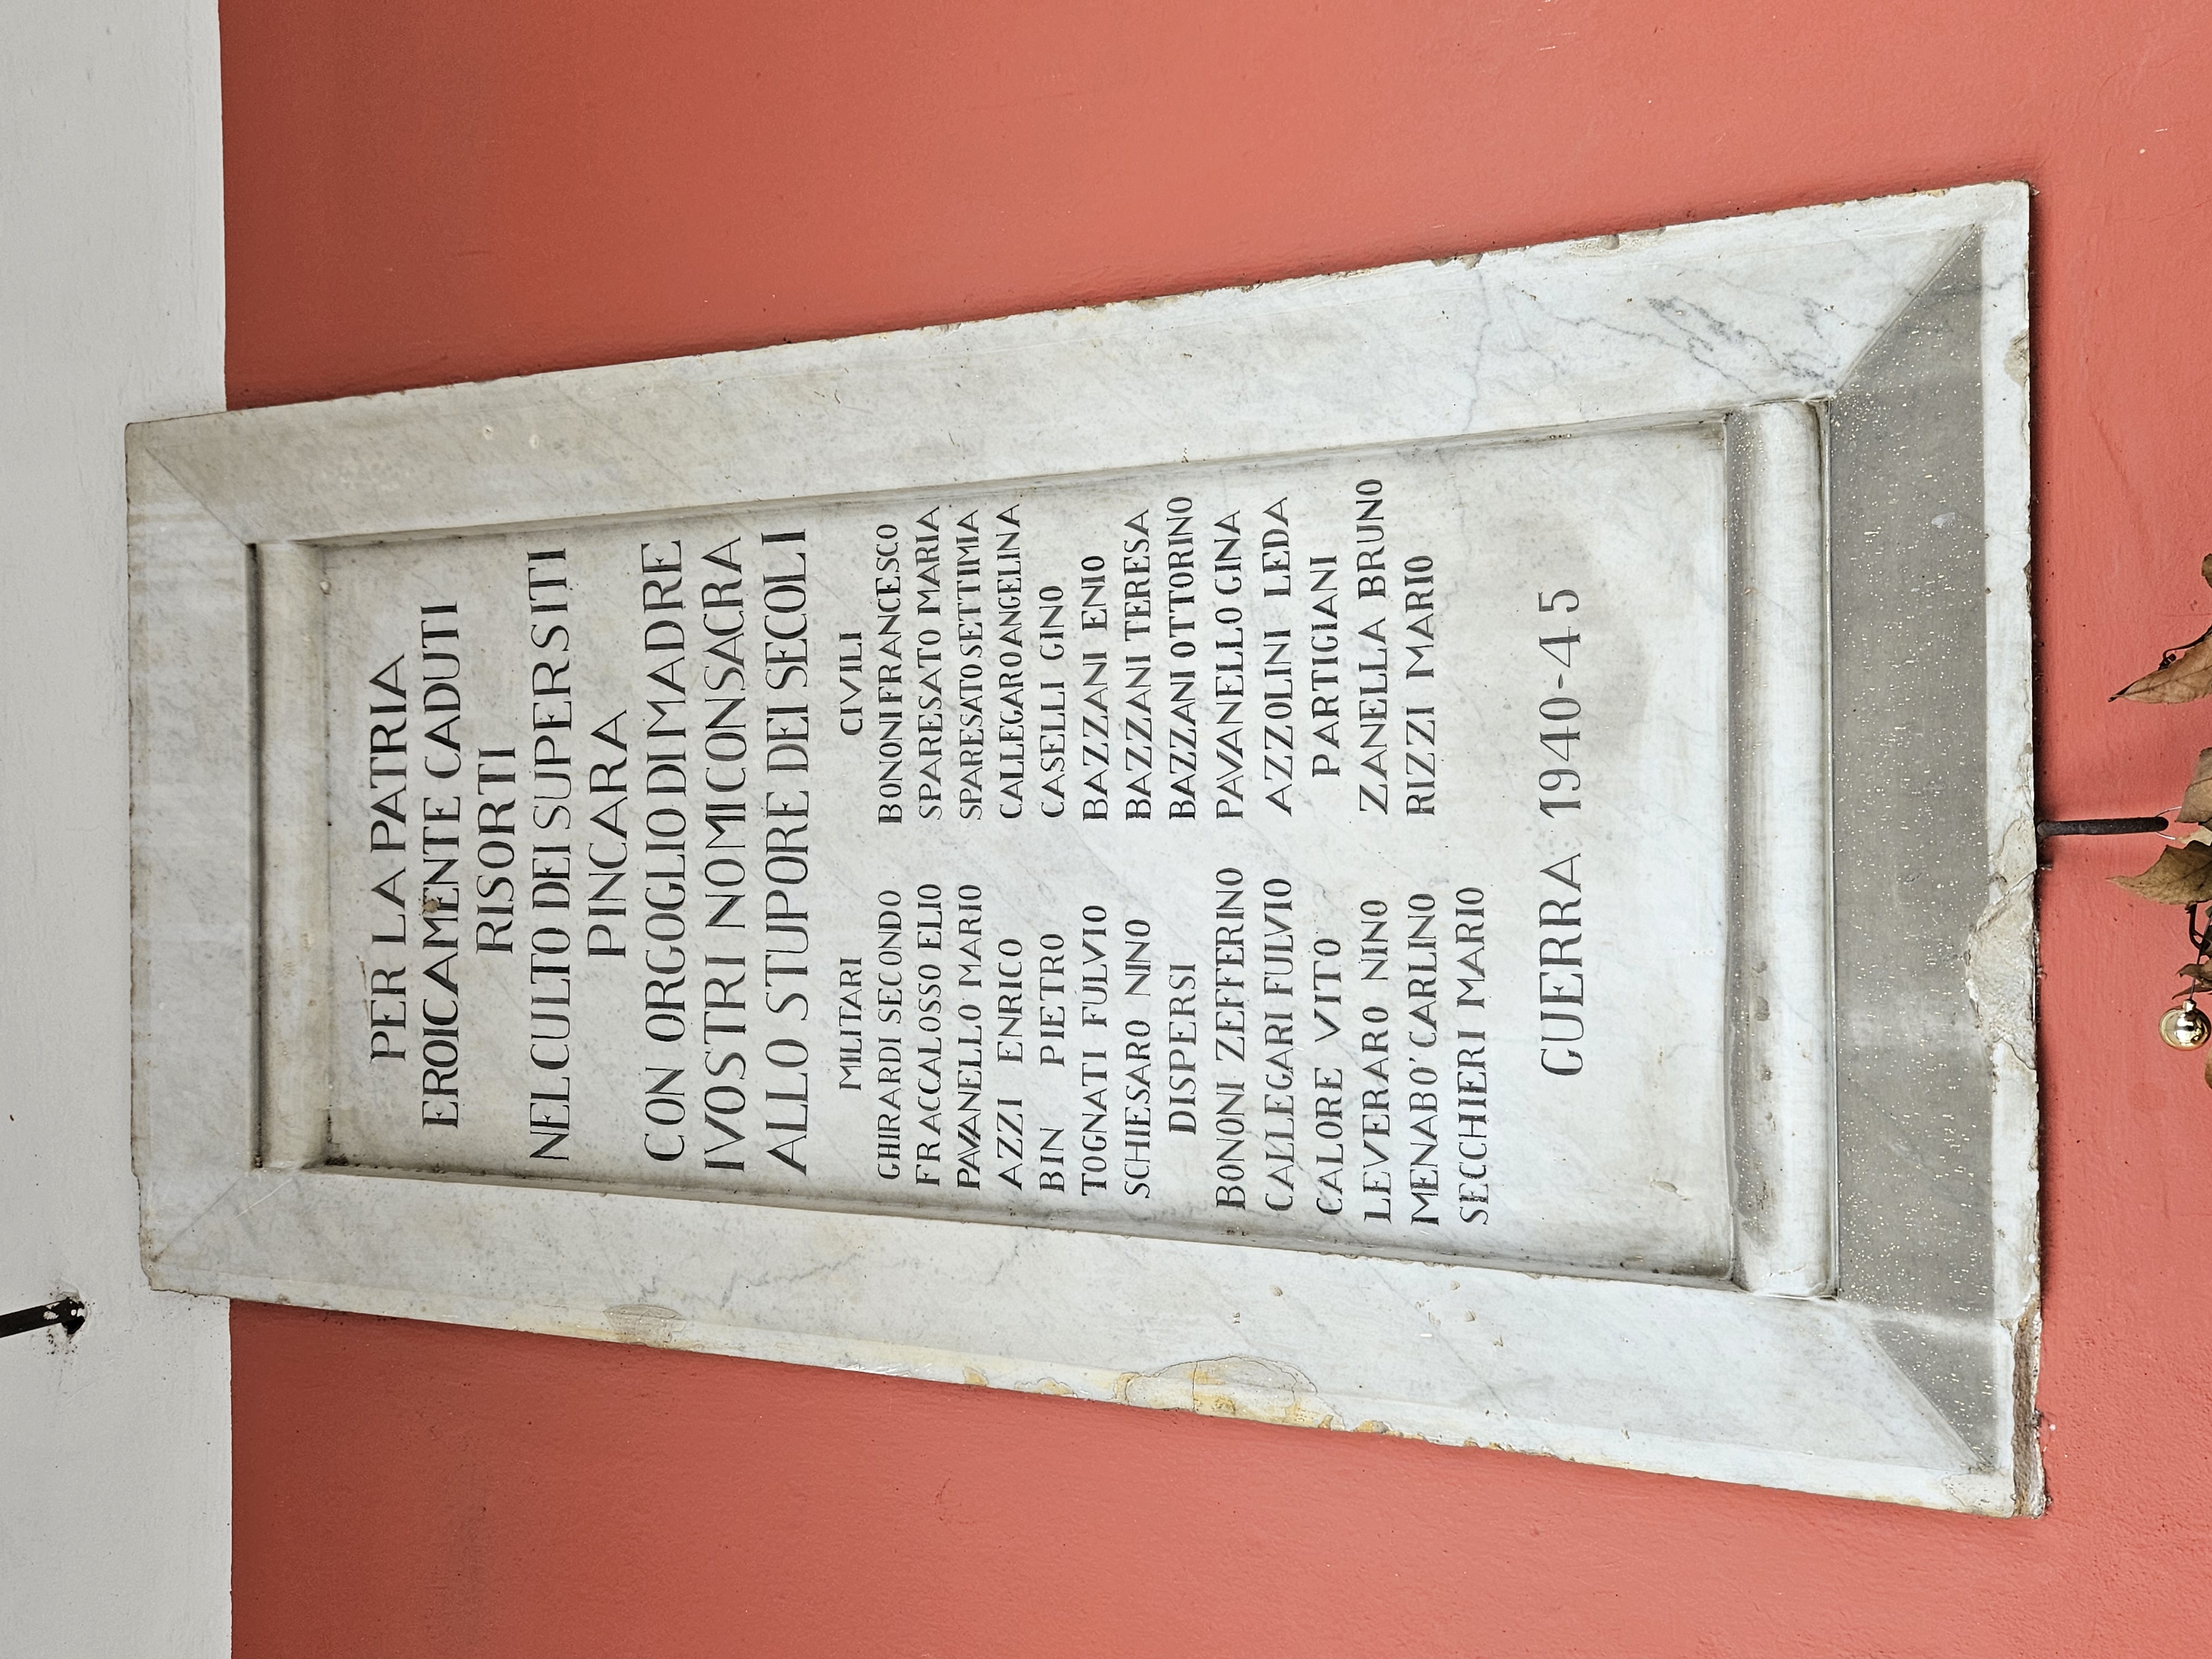 PER LA PATRIA
EROICAMENTE CADUTI
RISORTI
NEL CULTO DEI SUPERSITI
PINCARA
CON ORGOGLIO DI MADRE
I VOSTRI NOMI CONSACRA
ALLO STUPORE DEI SECOLI
MILITARI
GHIRARDI SECONDO
FRACCALOSSO ELIO
PAVANELLO MARIO
AZZI ENRICO
BIN PIETRO
TOGNATI FULVIO
SCHIESARO NINO
DISPERSI
BONONI ZEFFERINO
CALLEGARI FULVIO
CALORE VITO
LEVERARO NINO
MENABO' CARLINO
SECCHIERI MARIO
CIVILI
BONONI FRANCESCO
SPARESATO MARIA
SPARESATO SETTIMIA
CALLEGARO ANGELINA
CASELLI GINO
BAZZANI ENIO
BAZZANI TERESA
BAZZANI OTTORINO
PAVANELLO GINA
AZZOLINI LEDA
PARTIGIANI
ZANELLA BRUNO
RIZZI MARIO
GUERRA 1940-45